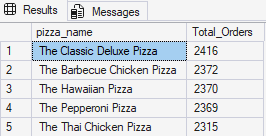 Results Messages
pizza_name Total_Orders
1 The Classic Deluxe Pizza 2416
2 The Barbecue Chicken Pizza 2372
3 The Hawaiian Pizza 2370
4 The Pepperoni Pizza 2369
5 The Thai Chicken Pizza 2315